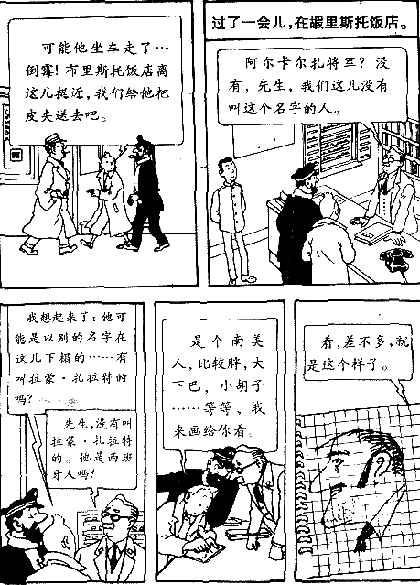 可能他坐车走了…
倒霉！布里斯托饭店离
这儿挺近，我们给他把
皮夹送去吧。
过了一会儿，在布里斯托饭店。
阿尔卡尔扎特兰？没
有，先生，我们这儿没有
叫这个名字的人。
我想起来了：他可
能是以别的名字在
这儿下榻的……有
叫拉蒙·扎拉特的
吗？
先生，没有叫
拉蒙·扎拉特
的。他是西班
牙人吗？
是个南美
人，比较胖，大
下巴，小胡子
……等等，我
来画给你看。
看，差不多，就
是这个样子。